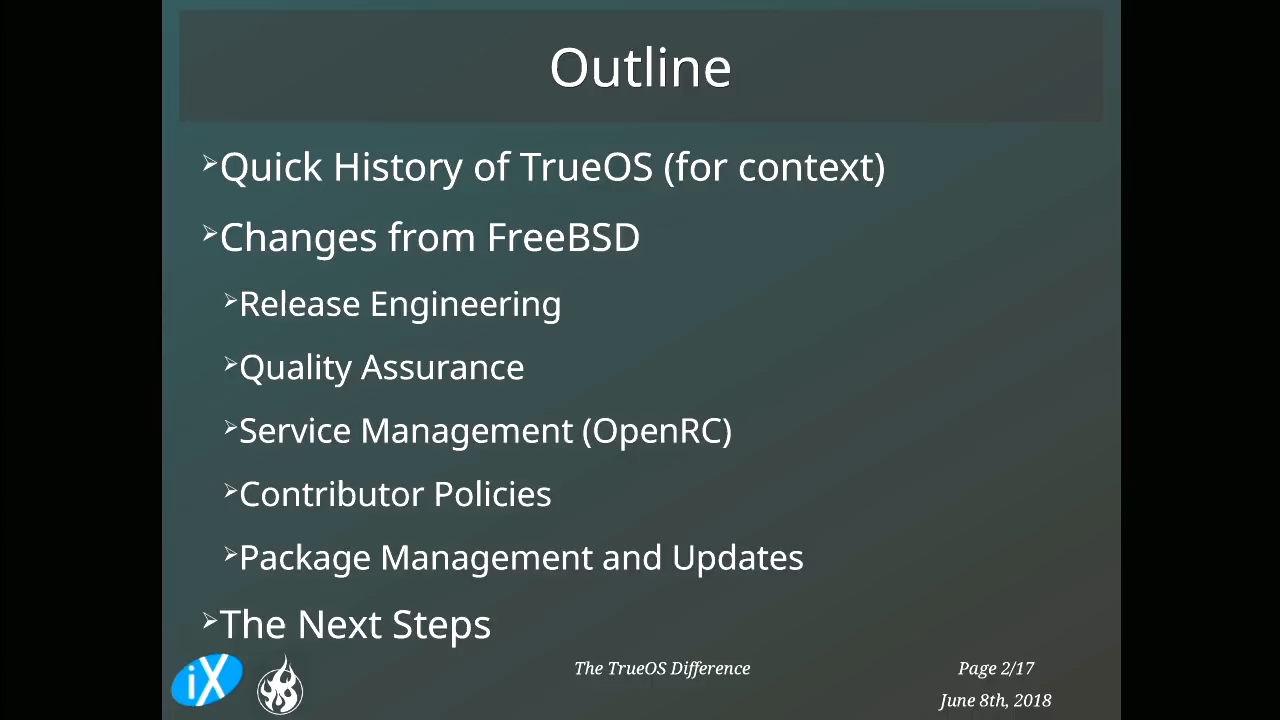 Outline
➢Quick History of TrueOS (for context)
➢Changes from FreeBSD
➢Release Engineering
➢Quality Assurance
➢Service Management (OpenRC)
➢Contributor Policies
➢Package Management and Updates
➢The Next Steps
iX
The TrueOS Difference
Page 2/17
June 8th, 2018